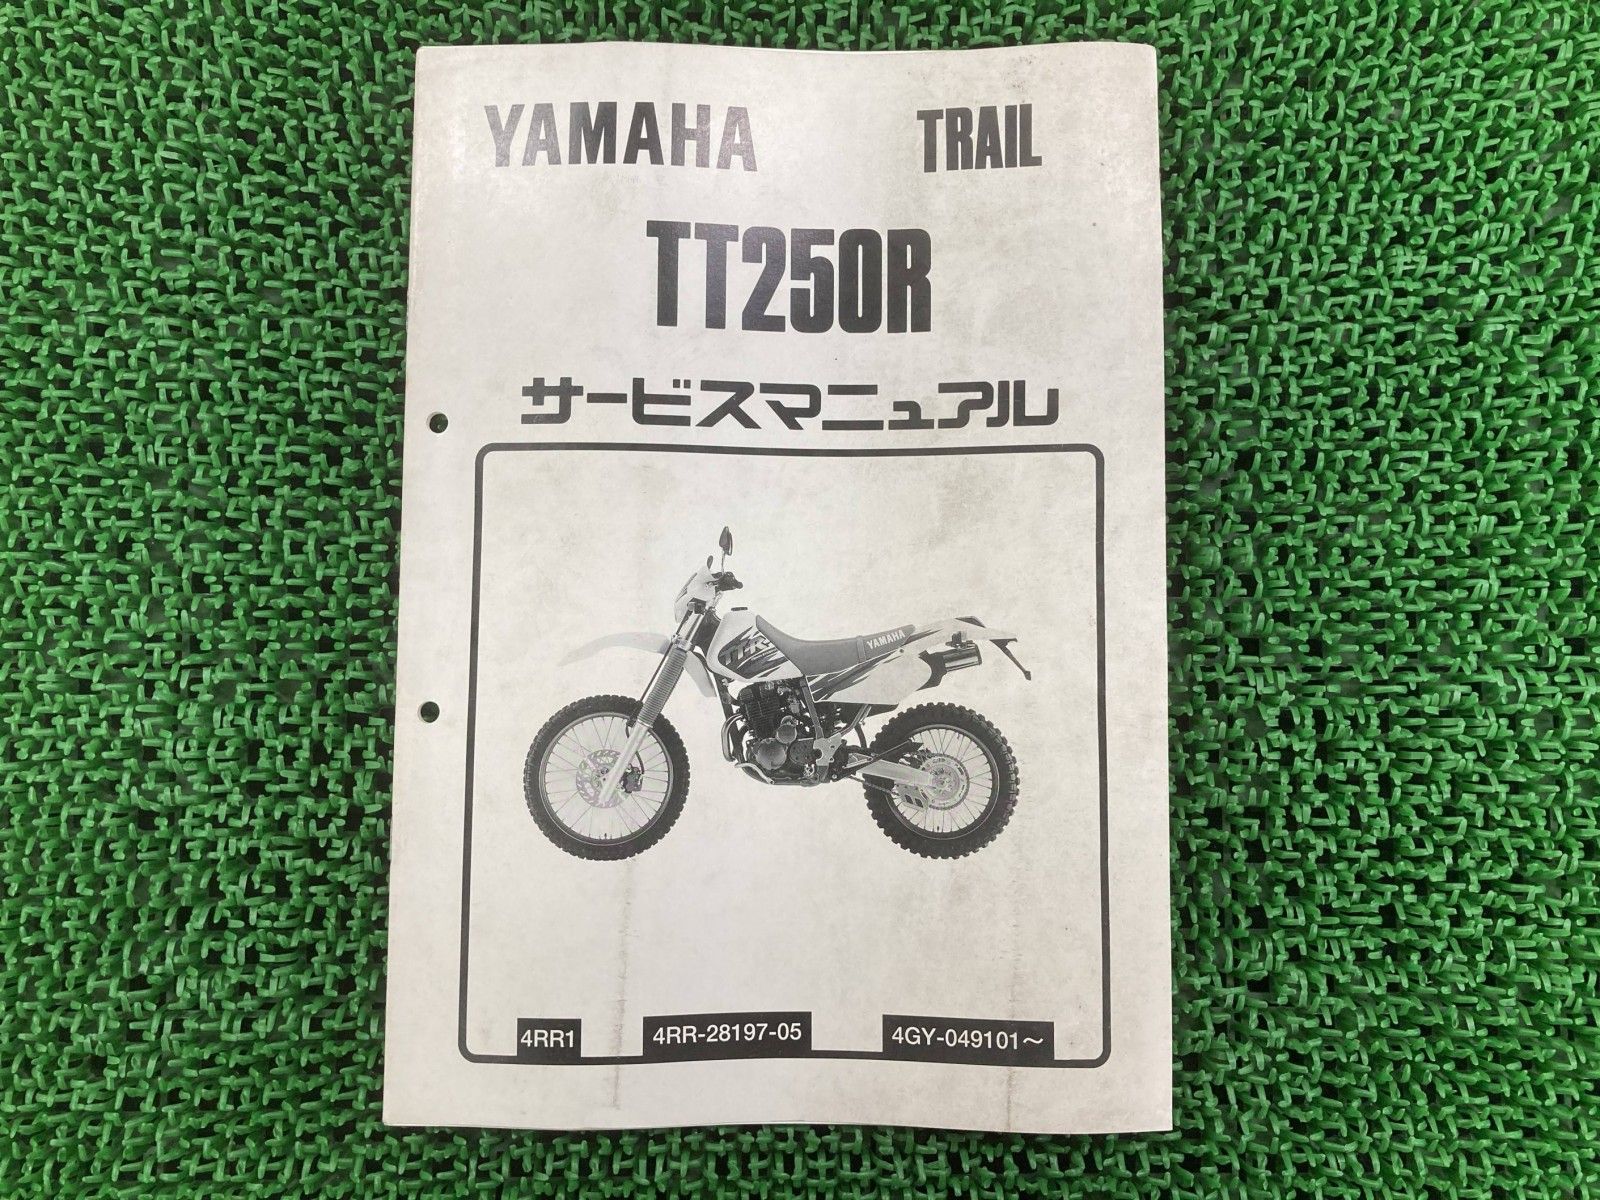 YAMAHA TRAIL
TT250R
サービスマニュアル
TT-R
YAMAHA
4RR1 4RR-28197-05 4GY-049101～